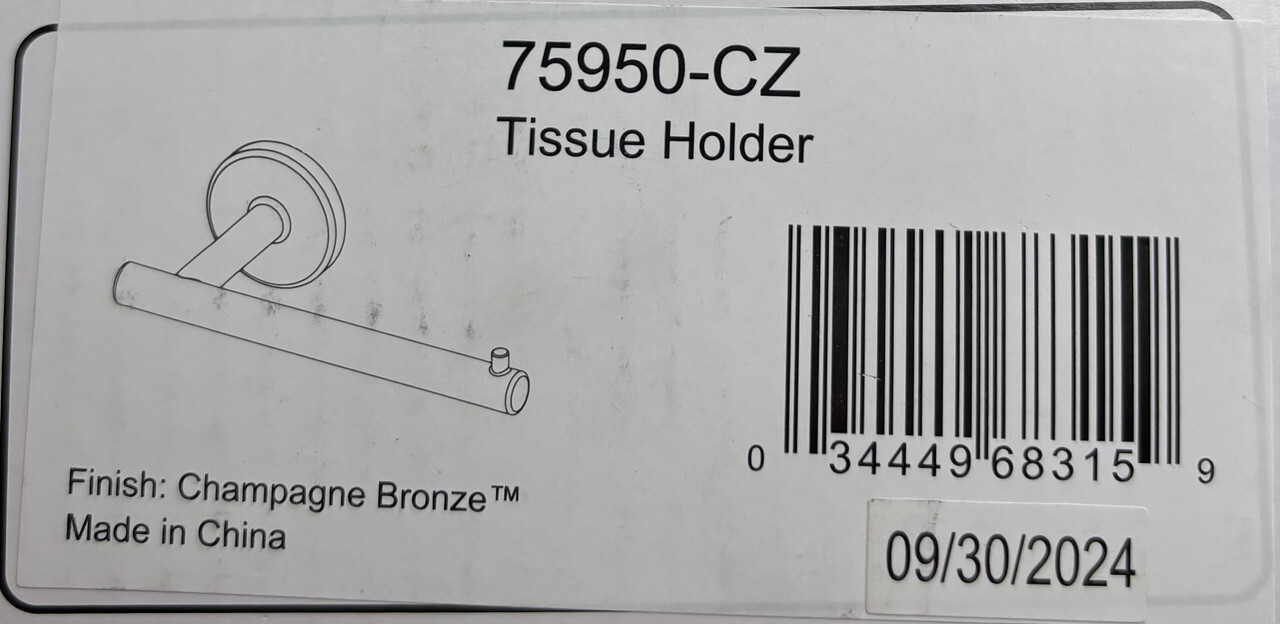 75950-CZ
Tissue Holder
0 34449 68315 9
Finish: Champagne Bronze™
Made in China
09/30/2024